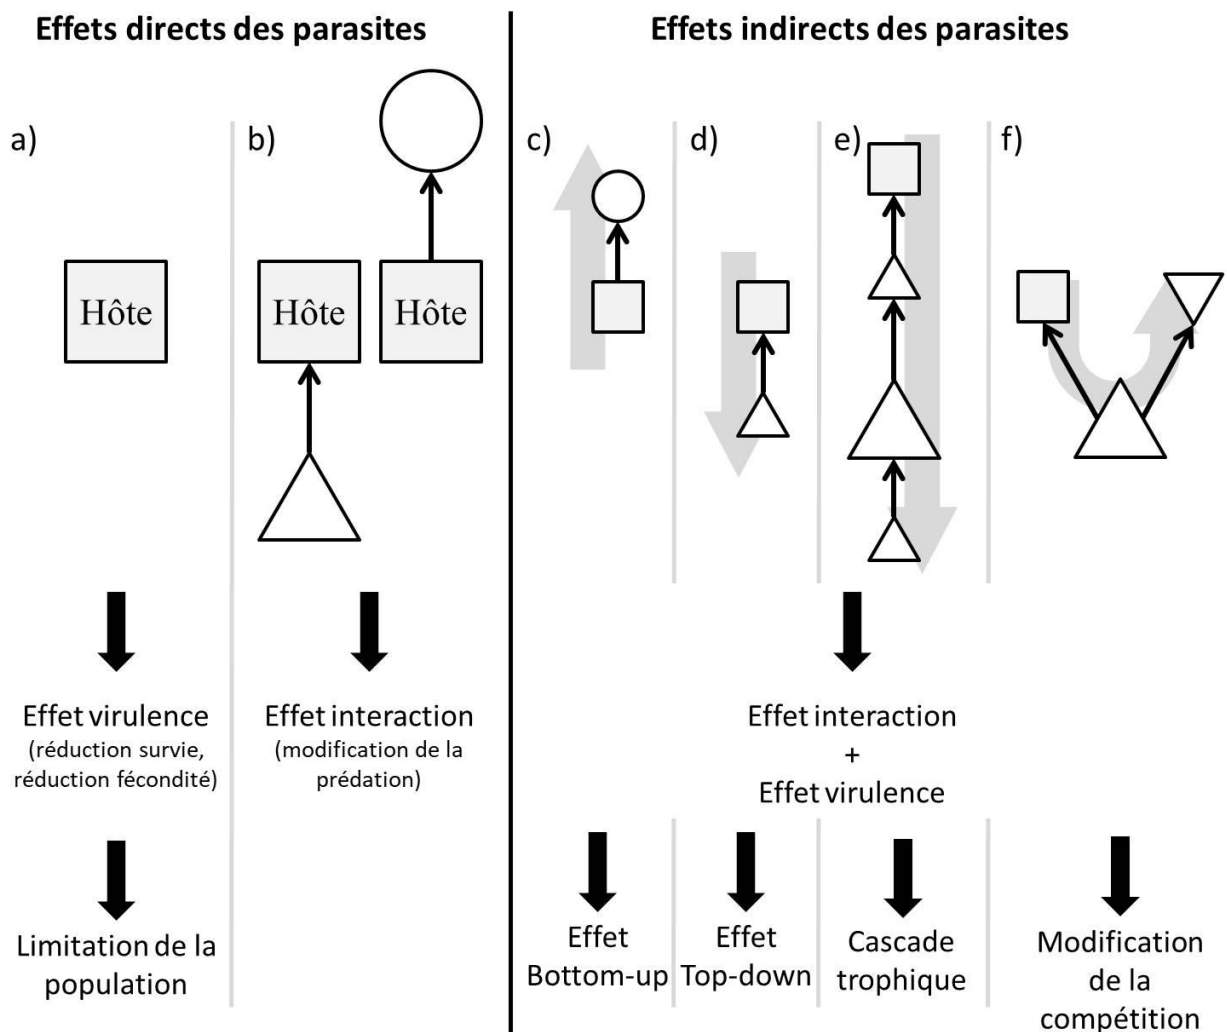 Effets directs des parasites
Effets indirects des parasites
a)
b)
c)
d)
e)
f)
Hôte
Hôte
Hôte
Effet virulence
(réduction survie,
réduction fécondité)
Effet interaction
(modification de la
prédation)
Effet interaction
+
Effet virulence
Limitation de la
population
Effet
Bottom-up
Effet
Top-down
Cascade
trophique
Modification
de la
compétition